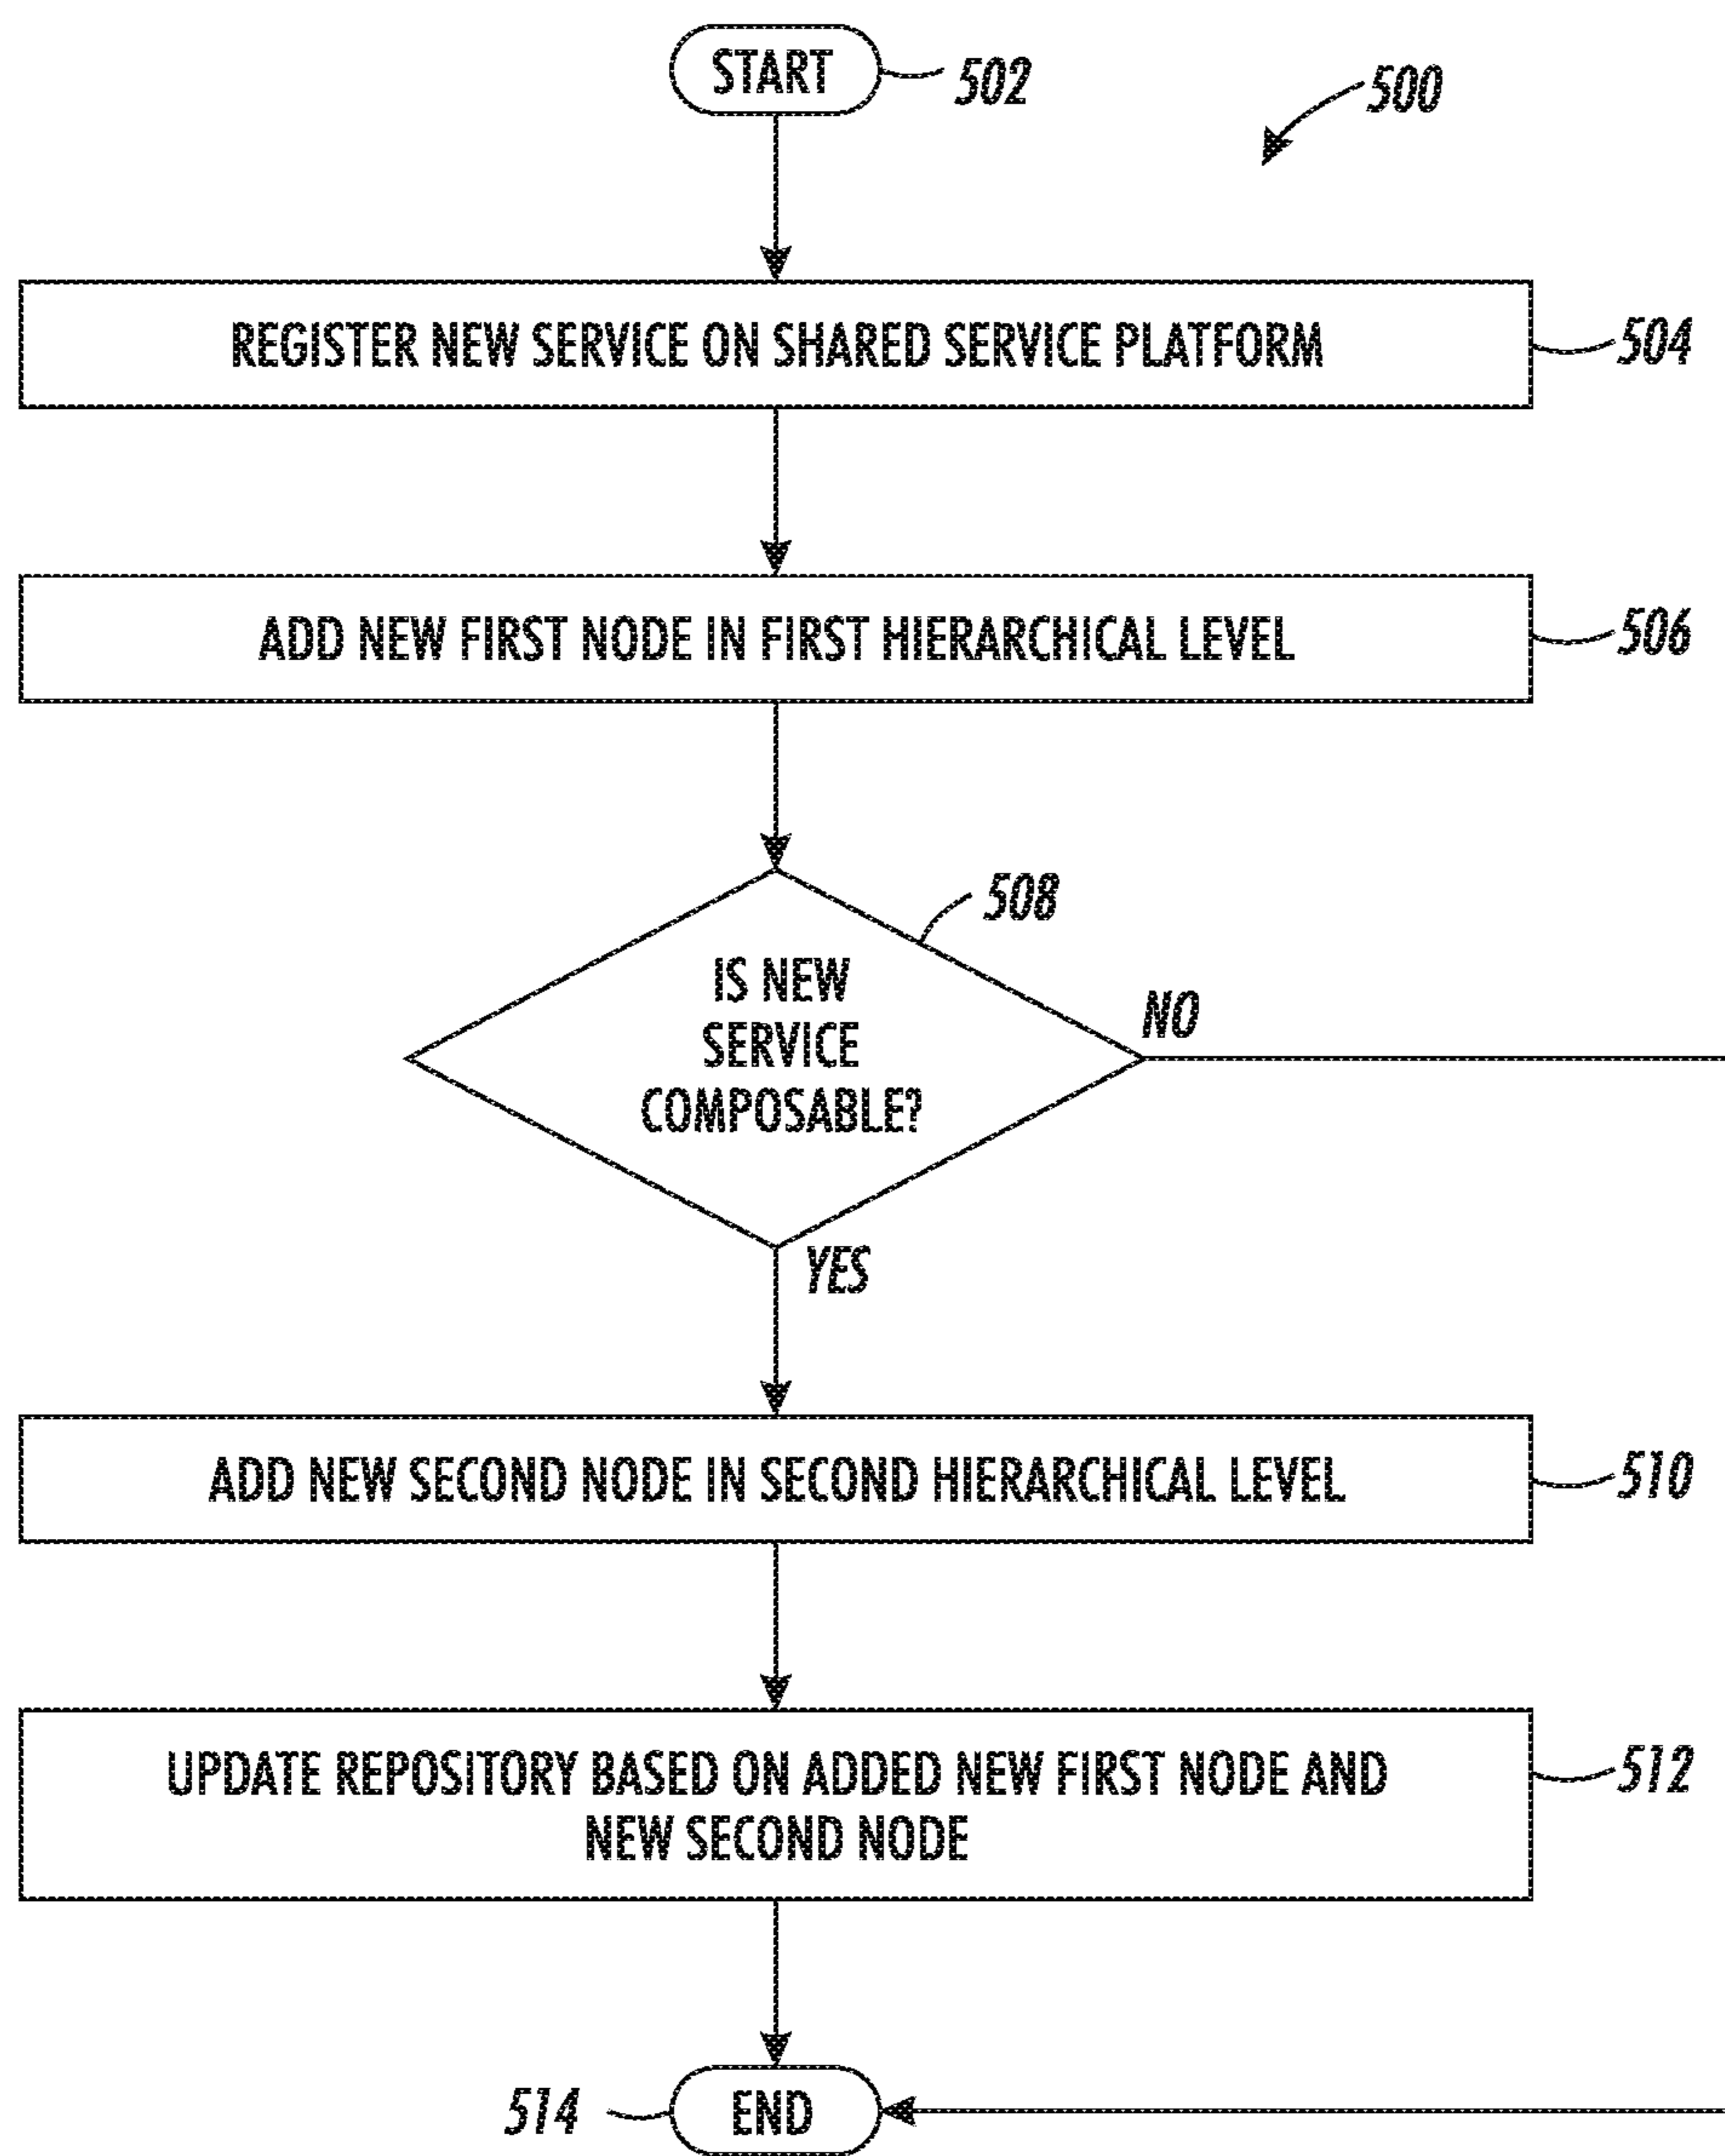 START
502
500
REGISTER NEW SERVICE ON SHARED SERVICE PLATFORM
504
ADD NEW FIRST NODE IN FIRST HIERARCHICAL LEVEL
506
508
IS NEW
SERVICE
COMPOSABLE?
NO
YES
ADD NEW SECOND NODE IN SECOND HIERARCHICAL LEVEL
510
UPDATE REPOSITORY BASED ON ADDED NEW FIRST NODE AND
NEW SECOND NODE
512
514
END